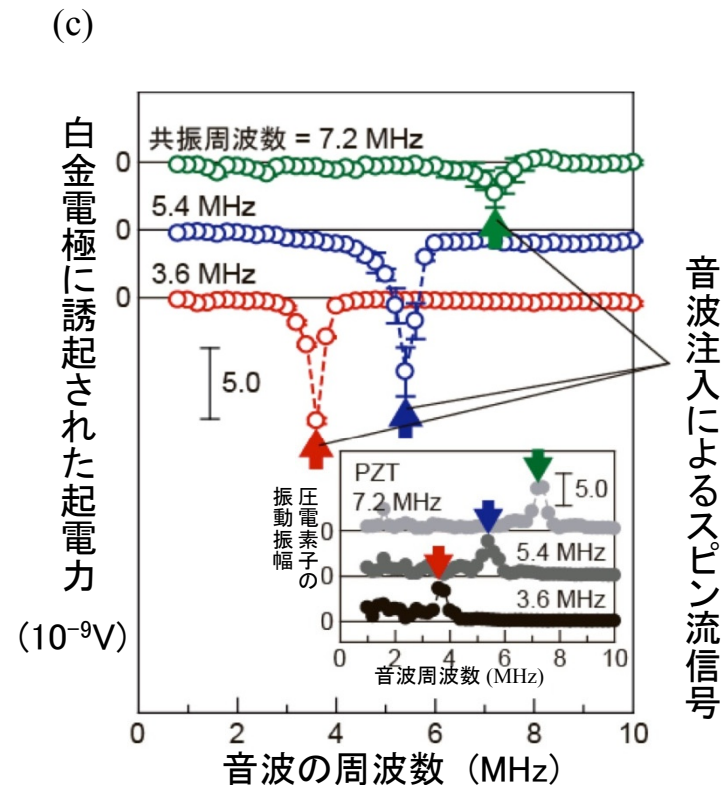 (c)
白金電極に誘起された起電力
(10⁻⁹V)
共振周波数 = 7.2 MHz
0
5.4 MHz
0
3.6 MHz
0
5.0
音波注入によるスピン流信号
圧電素子の
振動振幅
PZT
7.2 MHz
5.0
0
5.4 MHz
0
3.6 MHz
0
0 2 4 6 8 10
音波周波数 (MHz)
0 2 4 6 8 10
音波の周波数 (MHz)